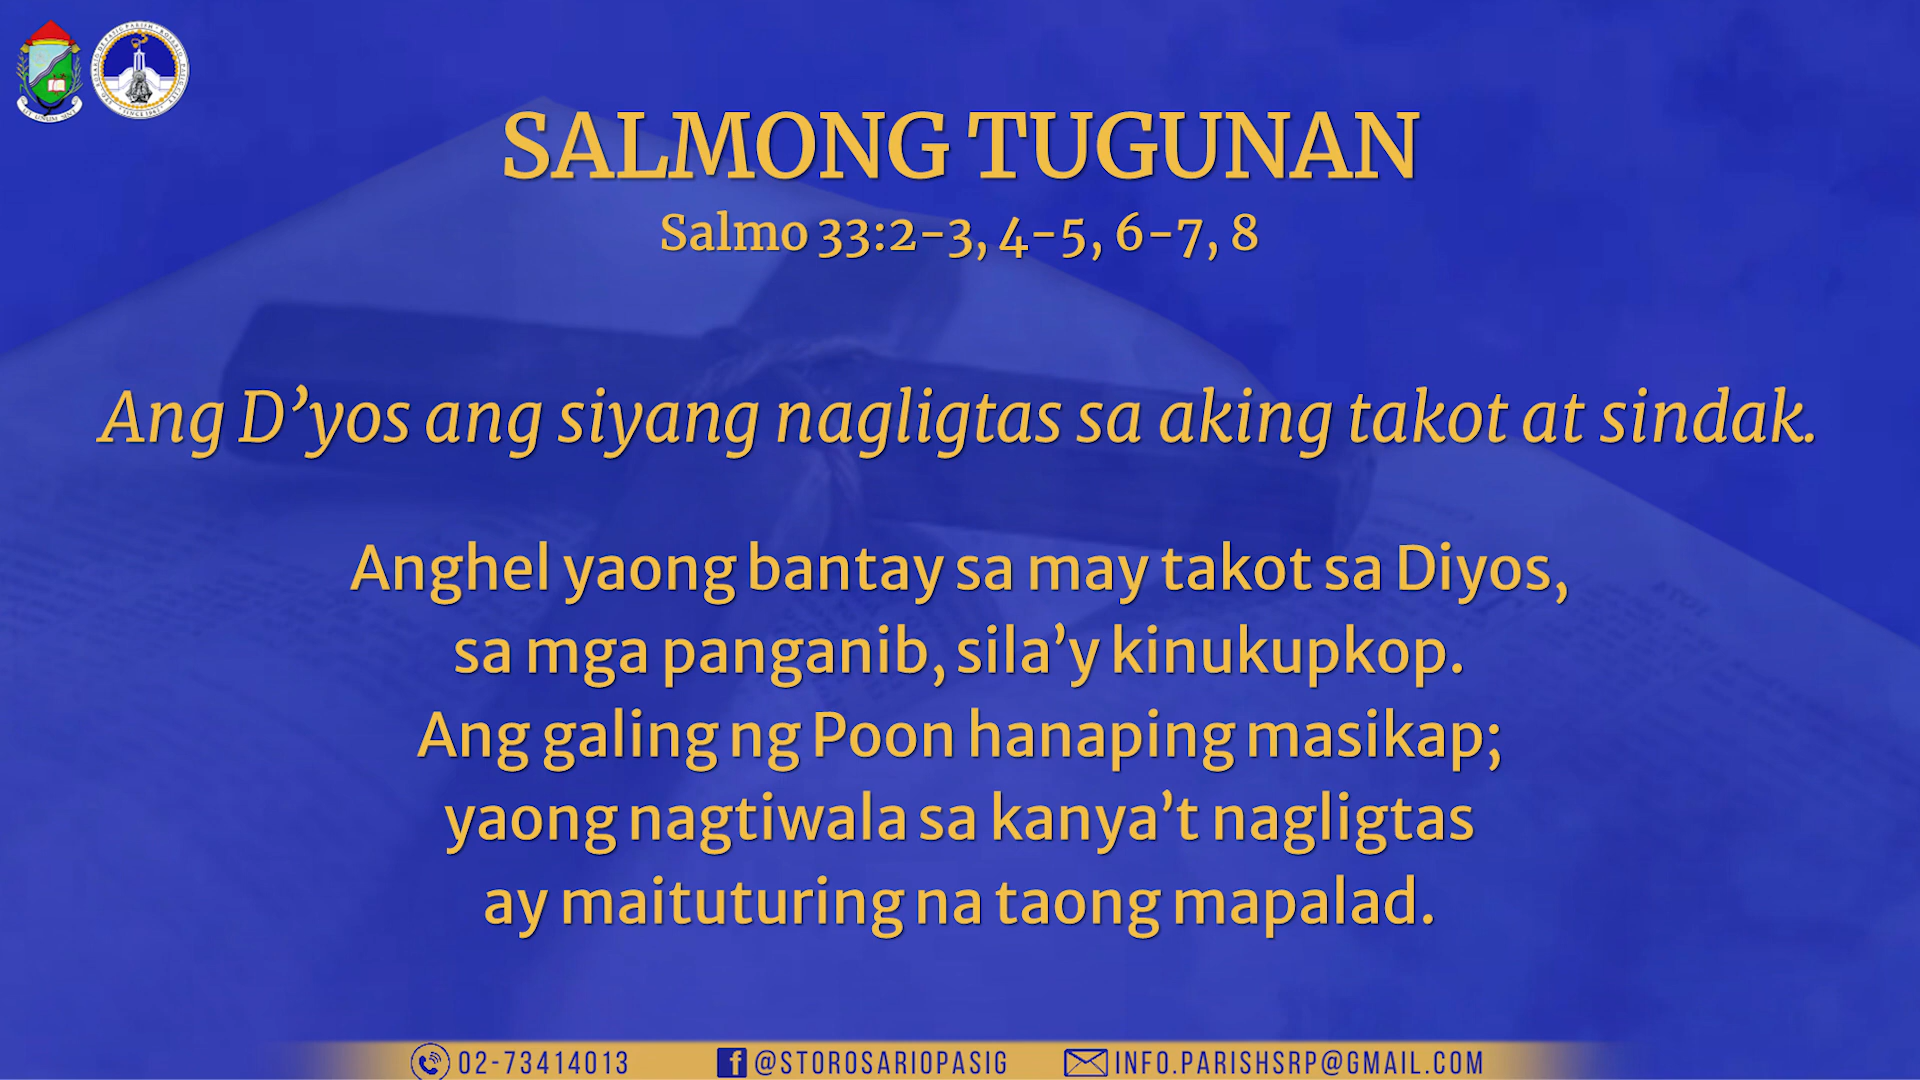 SALMONG TUGUNAN
Salmo 33:2-3, 4-5, 6-7, 8
Ang D’yos ang siyang nagligtas sa aking takot at sindak.
Anghel yaong bantay sa may takot sa Diyos,
sa mga panganib, sila’y kinukupkop.
Ang galing ng Poon hanaping masikap;
yaong nagtiwala sa kanya’t nagligtas
ay maituturing na taong mapalad.
02-73414013 @STOROSARIOPASIG INFO.PARISHSRP@GMAIL.COM